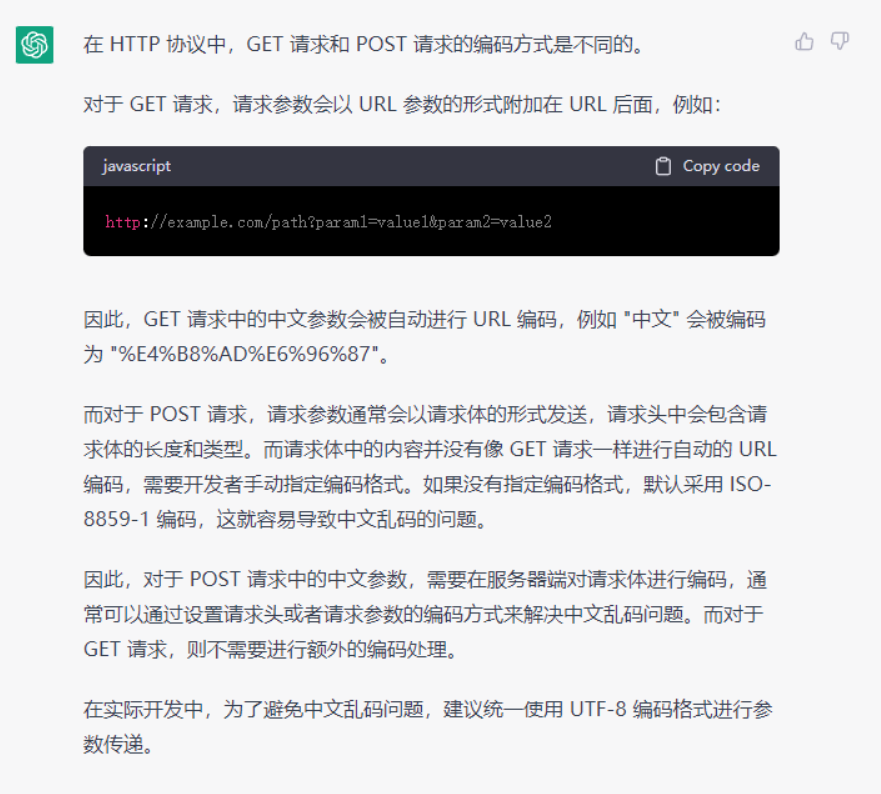 在 HTTP 协议中，GET 请求和 POST 请求的编码方式是不同的。
对于 GET 请求，请求参数会以 URL 参数的形式附加在 URL 后面，例如：
javascript Copy code
http://example.com/path?param1=value1&param2=value2
因此，GET 请求中的中文参数会被自动进行 URL 编码，例如 "中文" 会被编码
为 "%E4%B8%AD%E6%96%87"。
而对于 POST 请求，请求参数通常会以请求体的形式发送，请求头中会包含请
求体的长度和类型。而请求体中的内容并没有像 GET 请求一样进行自动的 URL
编码，需要开发者手动指定编码格式。如果没有指定编码格式，默认采用 ISO-
8859-1 编码，这就容易导致中文乱码的问题。
因此，对于 POST 请求中的中文参数，需要在服务器端对请求体进行编码，通
常可以通过设置请求头或者请求参数的编码方式来解决中文乱码问题。而对于
GET 请求，则不需要进行额外的编码处理。
在实际开发中，为了避免中文乱码问题，建议统一使用 UTF-8 编码格式进行参
数传递。